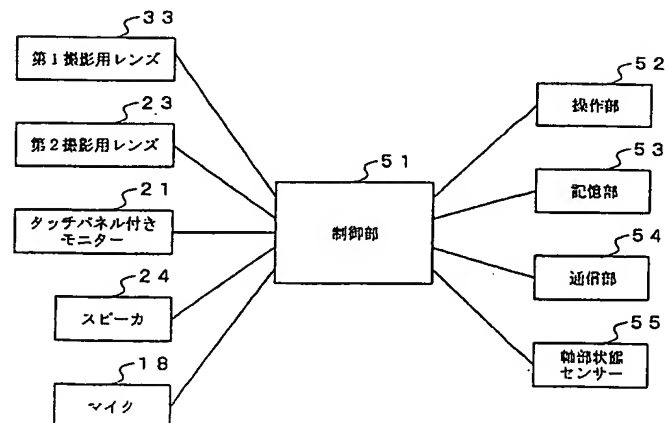 33
第1撮影用レンズ
23
第2撮影用レンズ
21
タッチパネル付き
モニター
24
スピーカ
18
マイク
51
制御部
52
操作部
53
記憶部
54
通信部
55
軸部状態
センサー